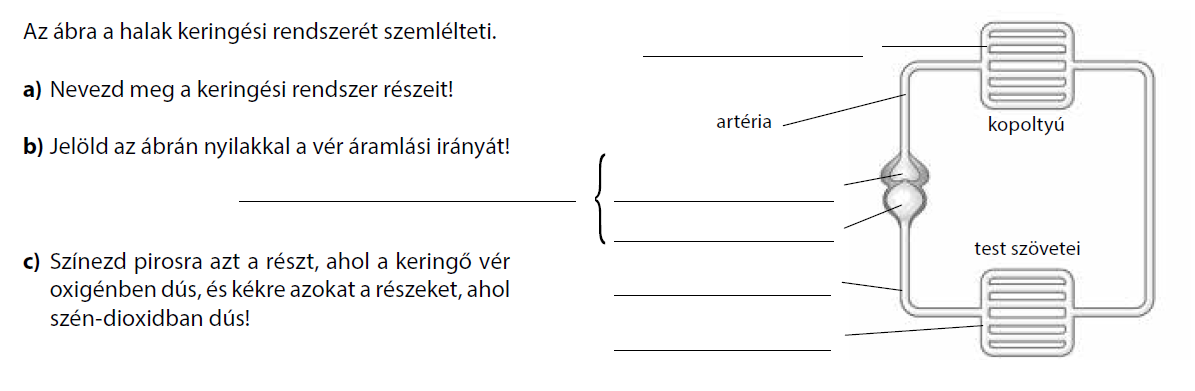 Az ábra a halak keringési rendszerét szemlélteti.
a) Nevezd meg a keringési rendszer részeit!
b) Jelöld az ábrán nyilakkal a vér áramlási irányát!
c) Színezd pirosra azt a részt, ahol a keringő vér
oxigénben dús, és kékre azokat a részeket, ahol
szén-dioxidban dús!
artéria
kopoltyú
test szövetei